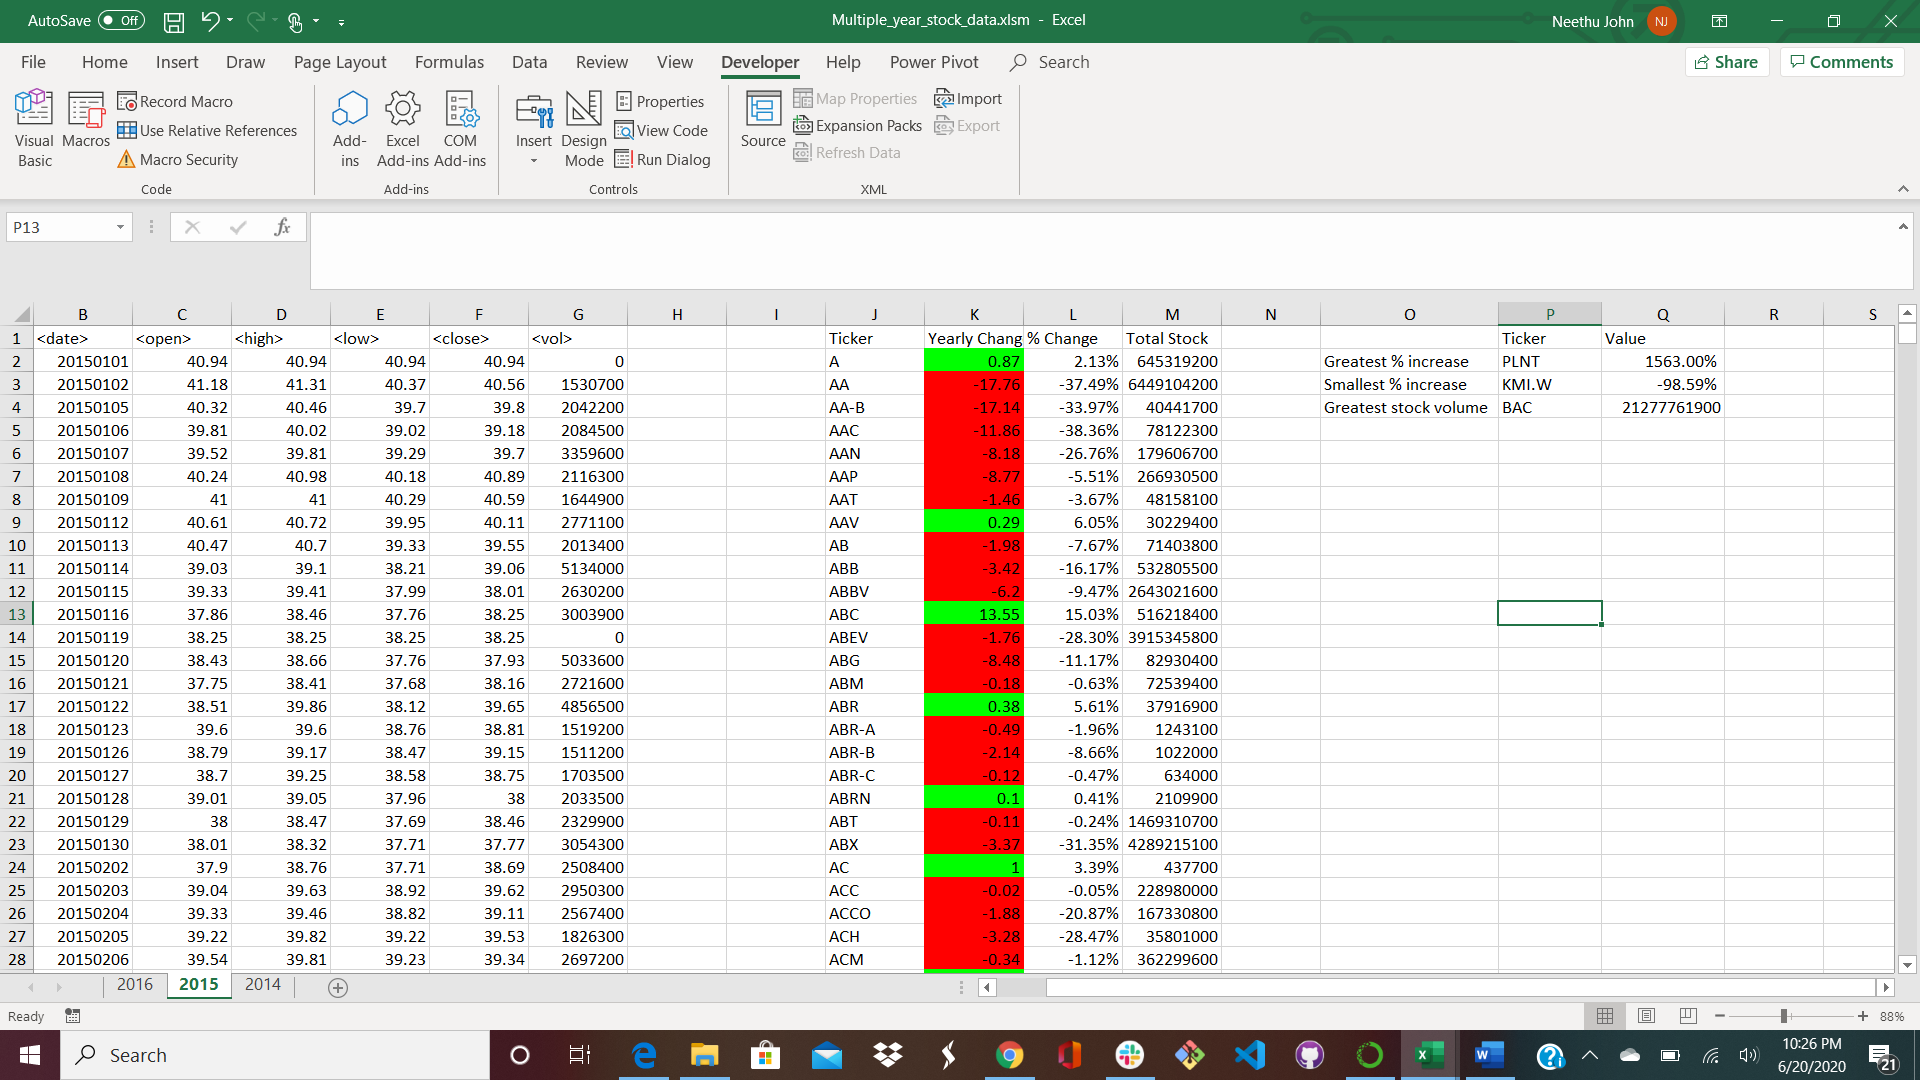 AutoSave Off Multiple_year_stock_data.xlsm - Excel Neethu John NJ
File Home Insert Draw Page Layout Formulas Data Review View Developer Help Power Pivot Search Share Comments
Visual Basic Macros Record Macro Use Relative References Macro Security Code
Add-ins Excel Add-ins COM Add-ins Add-ins
Insert Design Mode Properties View Code Run Dialog Controls
Source Map Properties Expansion Packs Refresh Data Import Export XML
P13 fx
B C D E F G H I J K L M N O P Q R S
1 <date> <open> <high> <low> <close> <vol> Ticker Yearly Chang % Change Total Stock Ticker Value
2 20150101 40.94 40.94 40.94 40.94 0 A 0.87 2.13% 645319200 Greatest % increase PLNT 1563.00%
3 20150102 41.18 41.31 40.37 40.56 1530700 AA -17.76 -37.49% 6449104200 Smallest % increase KMI.W -98.59%
4 20150105 40.32 40.46 39.7 39.8 2042200 AA-B -17.14 -33.97% 40441700 Greatest stock volume BAC 21277761900
5 20150106 39.81 40.02 39.02 39.18 2084500 AAC -11.86 -38.36% 78122300
6 20150107 39.52 39.81 39.29 39.7 3359600 AAN -8.18 -26.76% 179606700
7 20150108 40.24 40.98 40.18 40.89 2116300 AAP -8.77 -5.51% 266930500
8 20150109 41 41 40.29 40.59 1644900 AAT -1.46 -3.67% 48158100
9 20150112 40.61 40.72 39.95 40.11 2771100 AAV 0.29 6.05% 30229400
10 20150113 40.47 40.7 39.33 39.55 2013400 AB -1.98 -7.67% 71403800
11 20150114 39.03 39.1 38.21 39.06 5134000 ABB -3.42 -16.17% 532805500
12 20150115 39.33 39.41 37.99 38.01 2630200 ABBV -6.2 -9.47% 2643021600
13 20150116 37.86 38.46 37.76 38.25 3003900 ABC 13.55 15.03% 516218400
14 20150119 38.25 38.25 38.25 38.25 0 ABEV -1.76 -28.30% 3915345800
15 20150120 38.43 38.66 37.76 37.93 5033600 ABG -8.48 -11.17% 82930400
16 20150121 37.75 38.41 37.68 38.16 2721600 ABM -0.18 -0.63% 72539400
17 20150122 38.51 39.86 38.12 39.65 4856500 ABR 0.38 5.61% 37916900
18 20150123 39.6 39.6 38.76 38.81 1519200 ABR-A -0.49 -1.96% 1243100
19 20150126 38.79 39.17 38.47 39.15 1511200 ABR-B -2.14 -8.66% 1022000
20 20150127 38.7 39.25 38.58 38.75 1703500 ABR-C -0.12 -0.47% 634000
21 20150128 39.01 39.05 37.96 38 2033500 ABRN 0.1 0.41% 2109900
22 20150129 38 38.47 37.69 38.46 2329900 ABT -0.11 -0.24% 1469310700
23 20150130 38.01 38.32 37.71 37.77 3054300 ABX -3.37 -31.35% 4289215100
24 20150202 37.9 38.76 37.71 38.69 2508400 AC 1 3.39% 437700
25 20150203 39.04 39.63 38.92 39.62 2950300 ACC -0.02 -0.05% 228980000
26 20150204 39.33 39.46 38.82 39.11 2567400 ACCO -1.88 -20.87% 167330800
27 20150205 39.22 39.82 39.22 39.53 1826300 ACH -3.28 -28.47% 35801000
28 20150206 39.54 39.81 39.23 39.34 2697200 ACM -0.34 -1.12% 362299600
2016 2015 2014
Ready 88%
Search 10:26 PM
6/20/2020 21